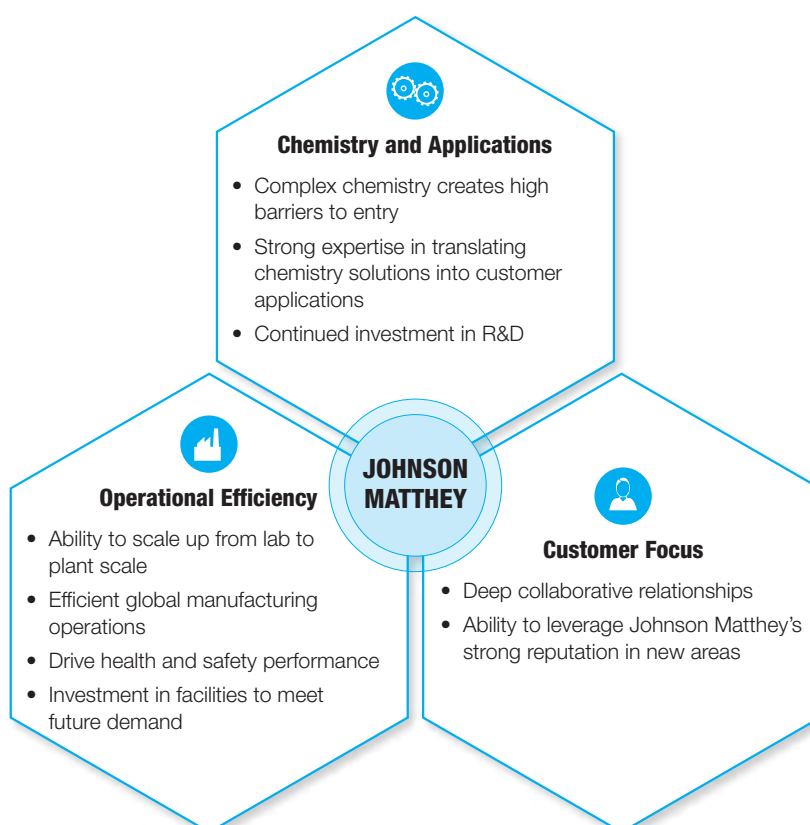 Chemistry and Applications
• Complex chemistry creates high
barriers to entry
• Strong expertise in translating
chemistry solutions into customer
applications
• Continued investment in R&D
JOHNSON
MATTHEY
Operational Efficiency
• Ability to scale up from lab to
plant scale
• Efficient global manufacturing
operations
• Drive health and safety performance
• Investment in facilities to meet
future demand
Customer Focus
• Deep collaborative relationships
• Ability to leverage Johnson Matthey’s
strong reputation in new areas